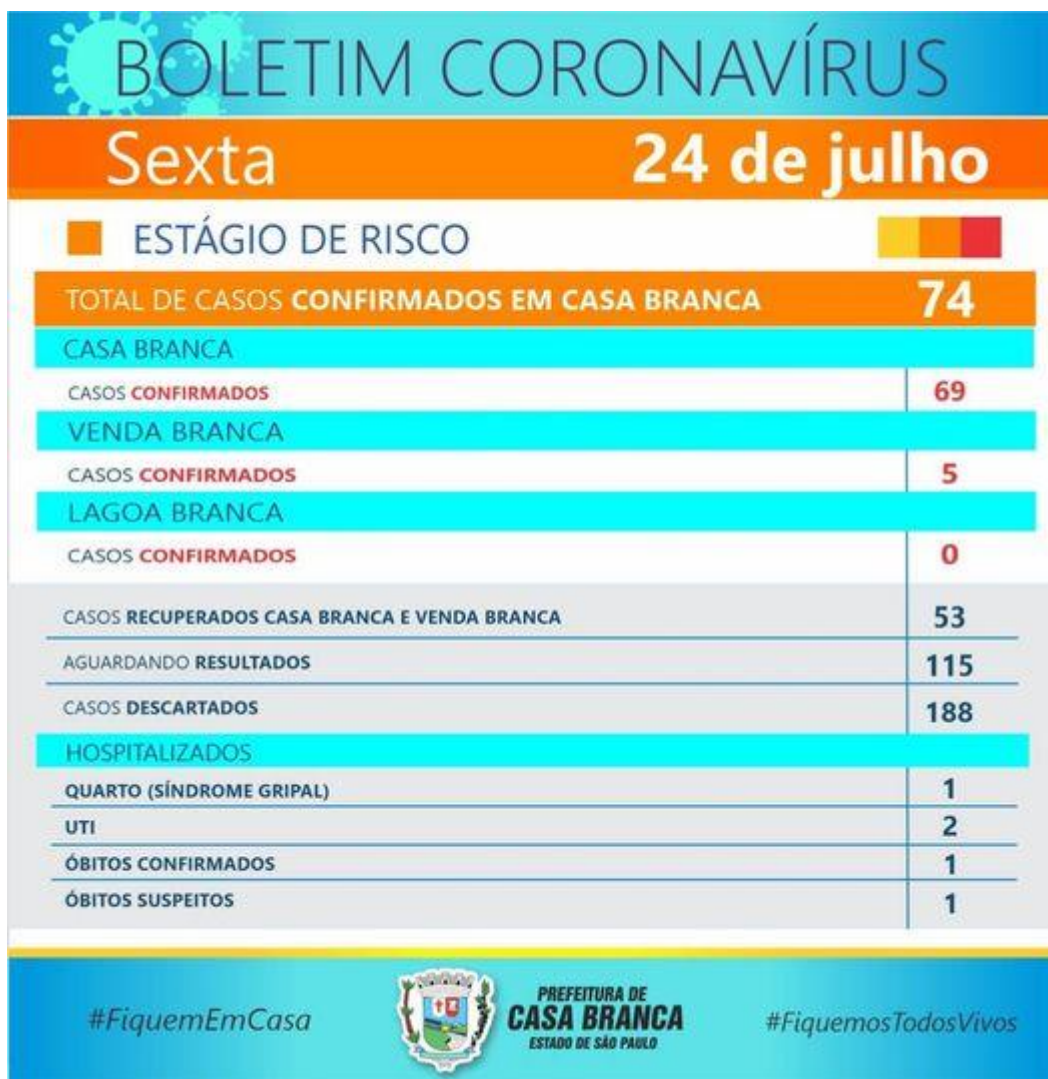 BOLETIM CORONAVÍRUS
Sexta 24 de julho
ESTÁGIO DE RISCO
TOTAL DE CASOS CONFIRMADOS EM CASA BRANCA 74
CASA BRANCA
CASOS CONFIRMADOS 69
VENDA BRANCA
CASOS CONFIRMADOS 5
LAGOA BRANCA
CASOS CONFIRMADOS 0
CASOS RECUPERADOS CASA BRANCA E VENDA BRANCA 53
AGUARDANDO RESULTADOS 115
CASOS DESCARTADOS 188
HOSPITALIZADOS
QUARTO (SÍNDROME GRIPAL) 1
UTI 2
ÓBITOS CONFIRMADOS 1
ÓBITOS SUSPEITOS 1
#FiquemEmCasa
PREFEITURA DE
CASA BRANCA
ESTADO DE SÃO PAULO
#FiquemosTodosVivos